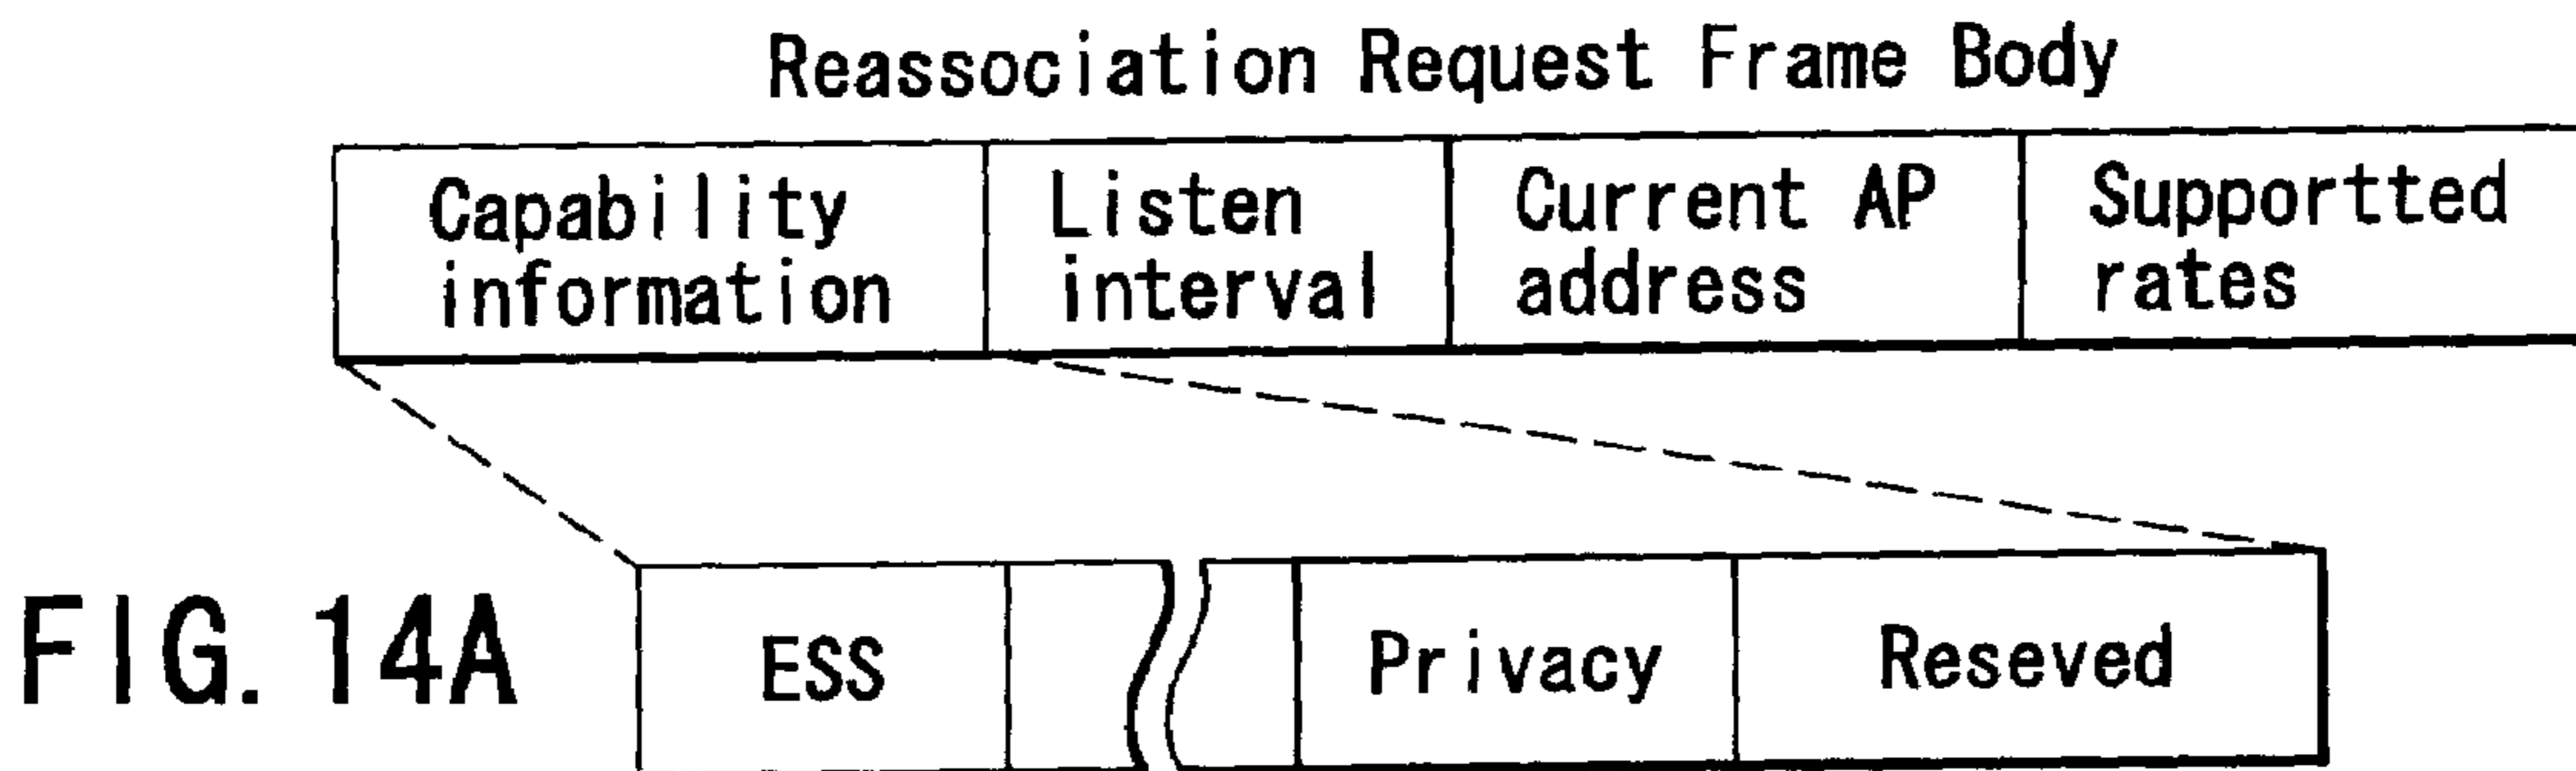 Reassociation Request Frame Body
Capability
information
Listen
interval
Current AP
address
Supportted
rates
FIG. 14A
ESS
Privacy
Reseved